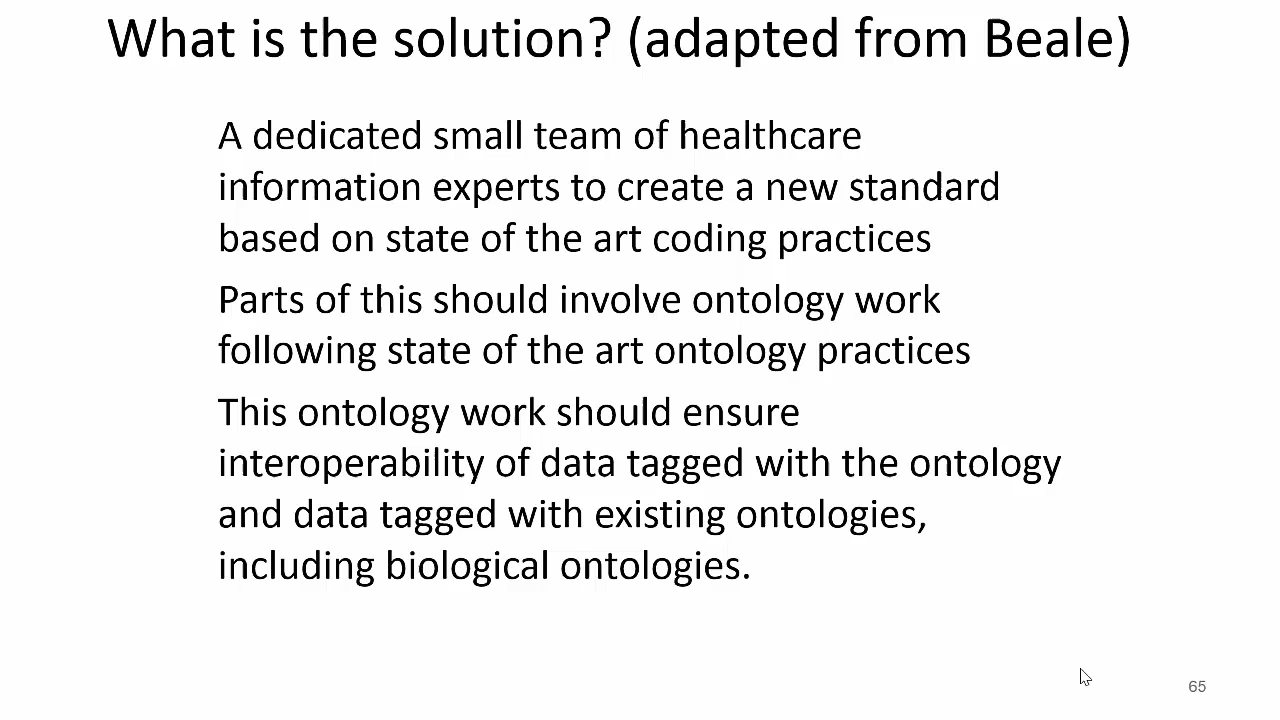 What is the solution? (adapted from Beale)
A dedicated small team of healthcare
information experts to create a new standard
based on state of the art coding practices
Parts of this should involve ontology work
following state of the art ontology practices
This ontology work should ensure
interoperability of data tagged with the ontology
and data tagged with existing ontologies,
including biological ontologies.
65